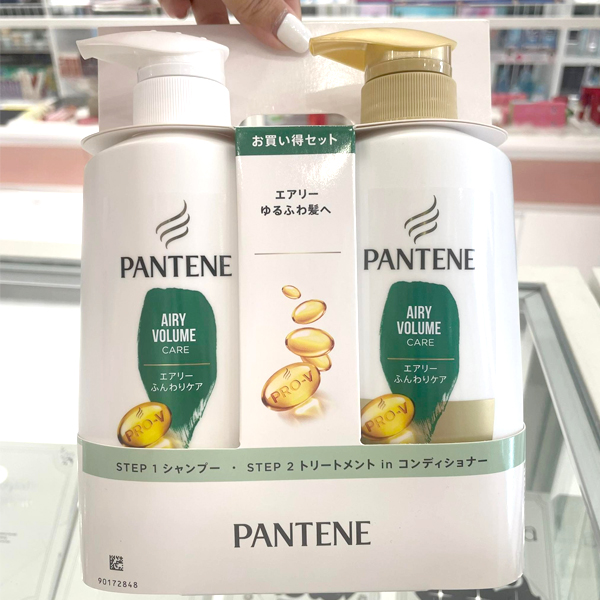 お買い得セット
エアリー
ゆるふわ髪へ
PRO-V
PANTENE
AIRY
VOLUME
CARE
エアリー
ふんわりケア
PRO-V
PANTENE
AIRY
VOLUME
CARE
エアリー
ふんわりケア
PRO-V
STEP 1 シャンプー ・ STEP 2 トリートメント in コンディショナー
PANTENE
90172848